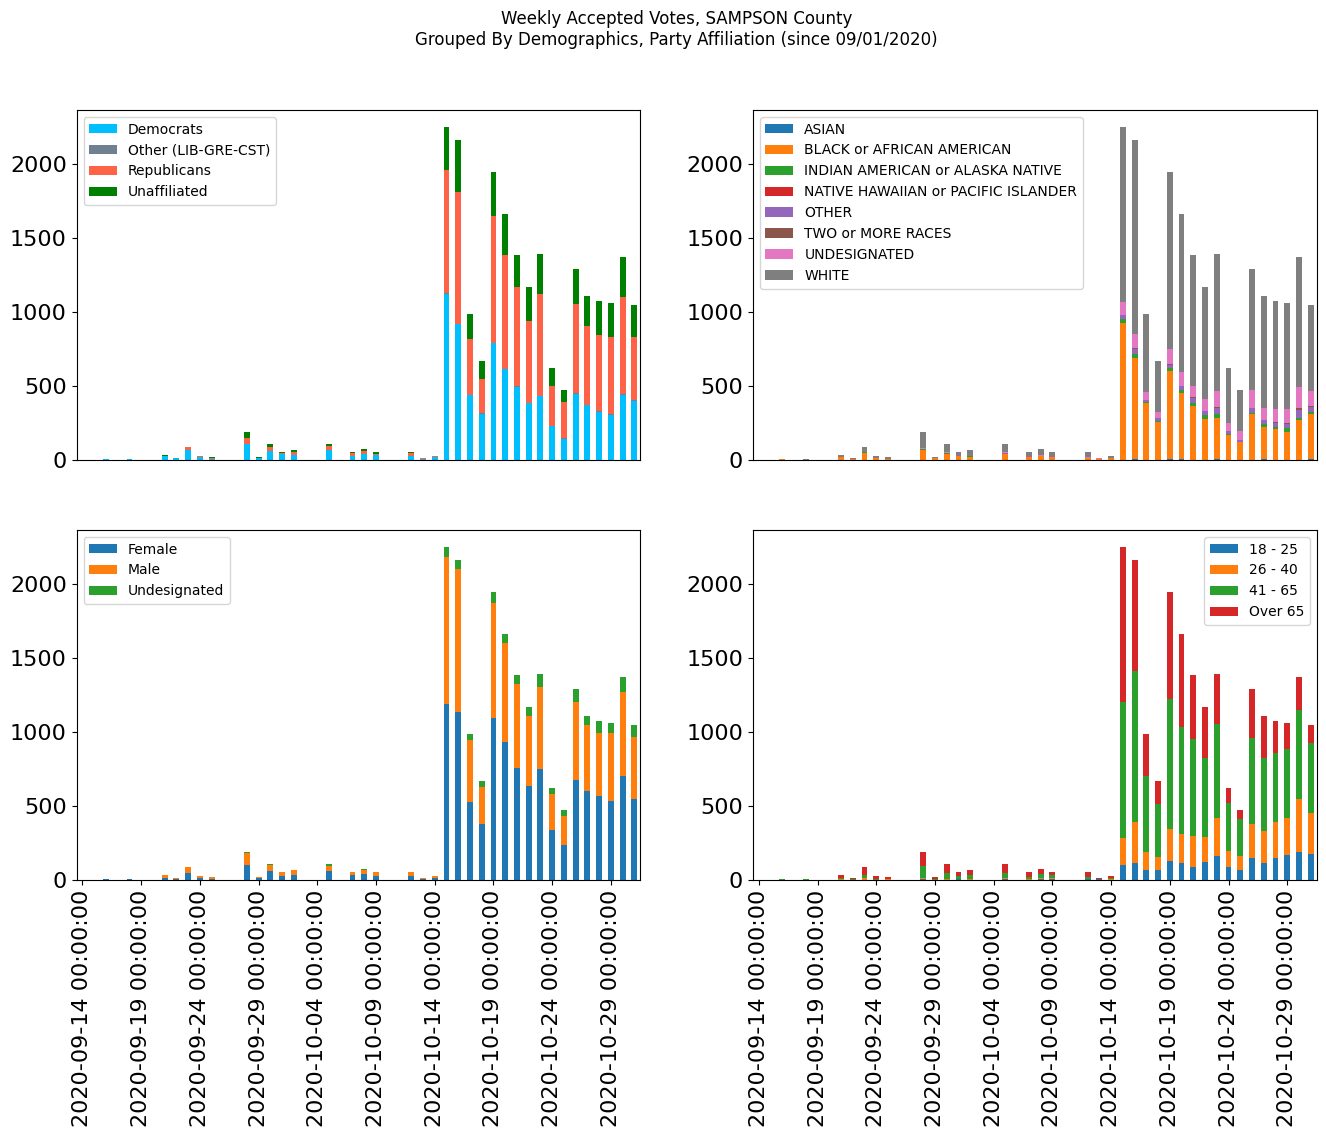 Weekly Accepted Votes, SAMPSON County
Grouped By Demographics, Party Affiliation (since 09/01/2020)
Democrats
Other (LIB-GRE-CST)
Republicans
Unaffiliated
2000
1500
1000
500
0
ASIAN
BLACK or AFRICAN AMERICAN
INDIAN AMERICAN or ALASKA NATIVE
NATIVE HAWAIIAN or PACIFIC ISLANDER
OTHER
TWO or MORE RACES
UNDESIGNATED
WHITE
2000
1500
1000
500
0
Female
Male
Undesignated
2000
1500
1000
500
0
2020-09-14 00:00:00
2020-09-19 00:00:00
2020-09-24 00:00:00
2020-09-29 00:00:00
2020-10-04 00:00:00
2020-10-09 00:00:00
2020-10-14 00:00:00
2020-10-19 00:00:00
2020-10-24 00:00:00
2020-10-29 00:00:00
18 - 25
26 - 40
41 - 65
Over 65
2000
1500
1000
500
0
2020-09-14 00:00:00
2020-09-19 00:00:00
2020-09-24 00:00:00
2020-09-29 00:00:00
2020-10-04 00:00:00
2020-10-09 00:00:00
2020-10-14 00:00:00
2020-10-19 00:00:00
2020-10-24 00:00:00
2020-10-29 00:00:00